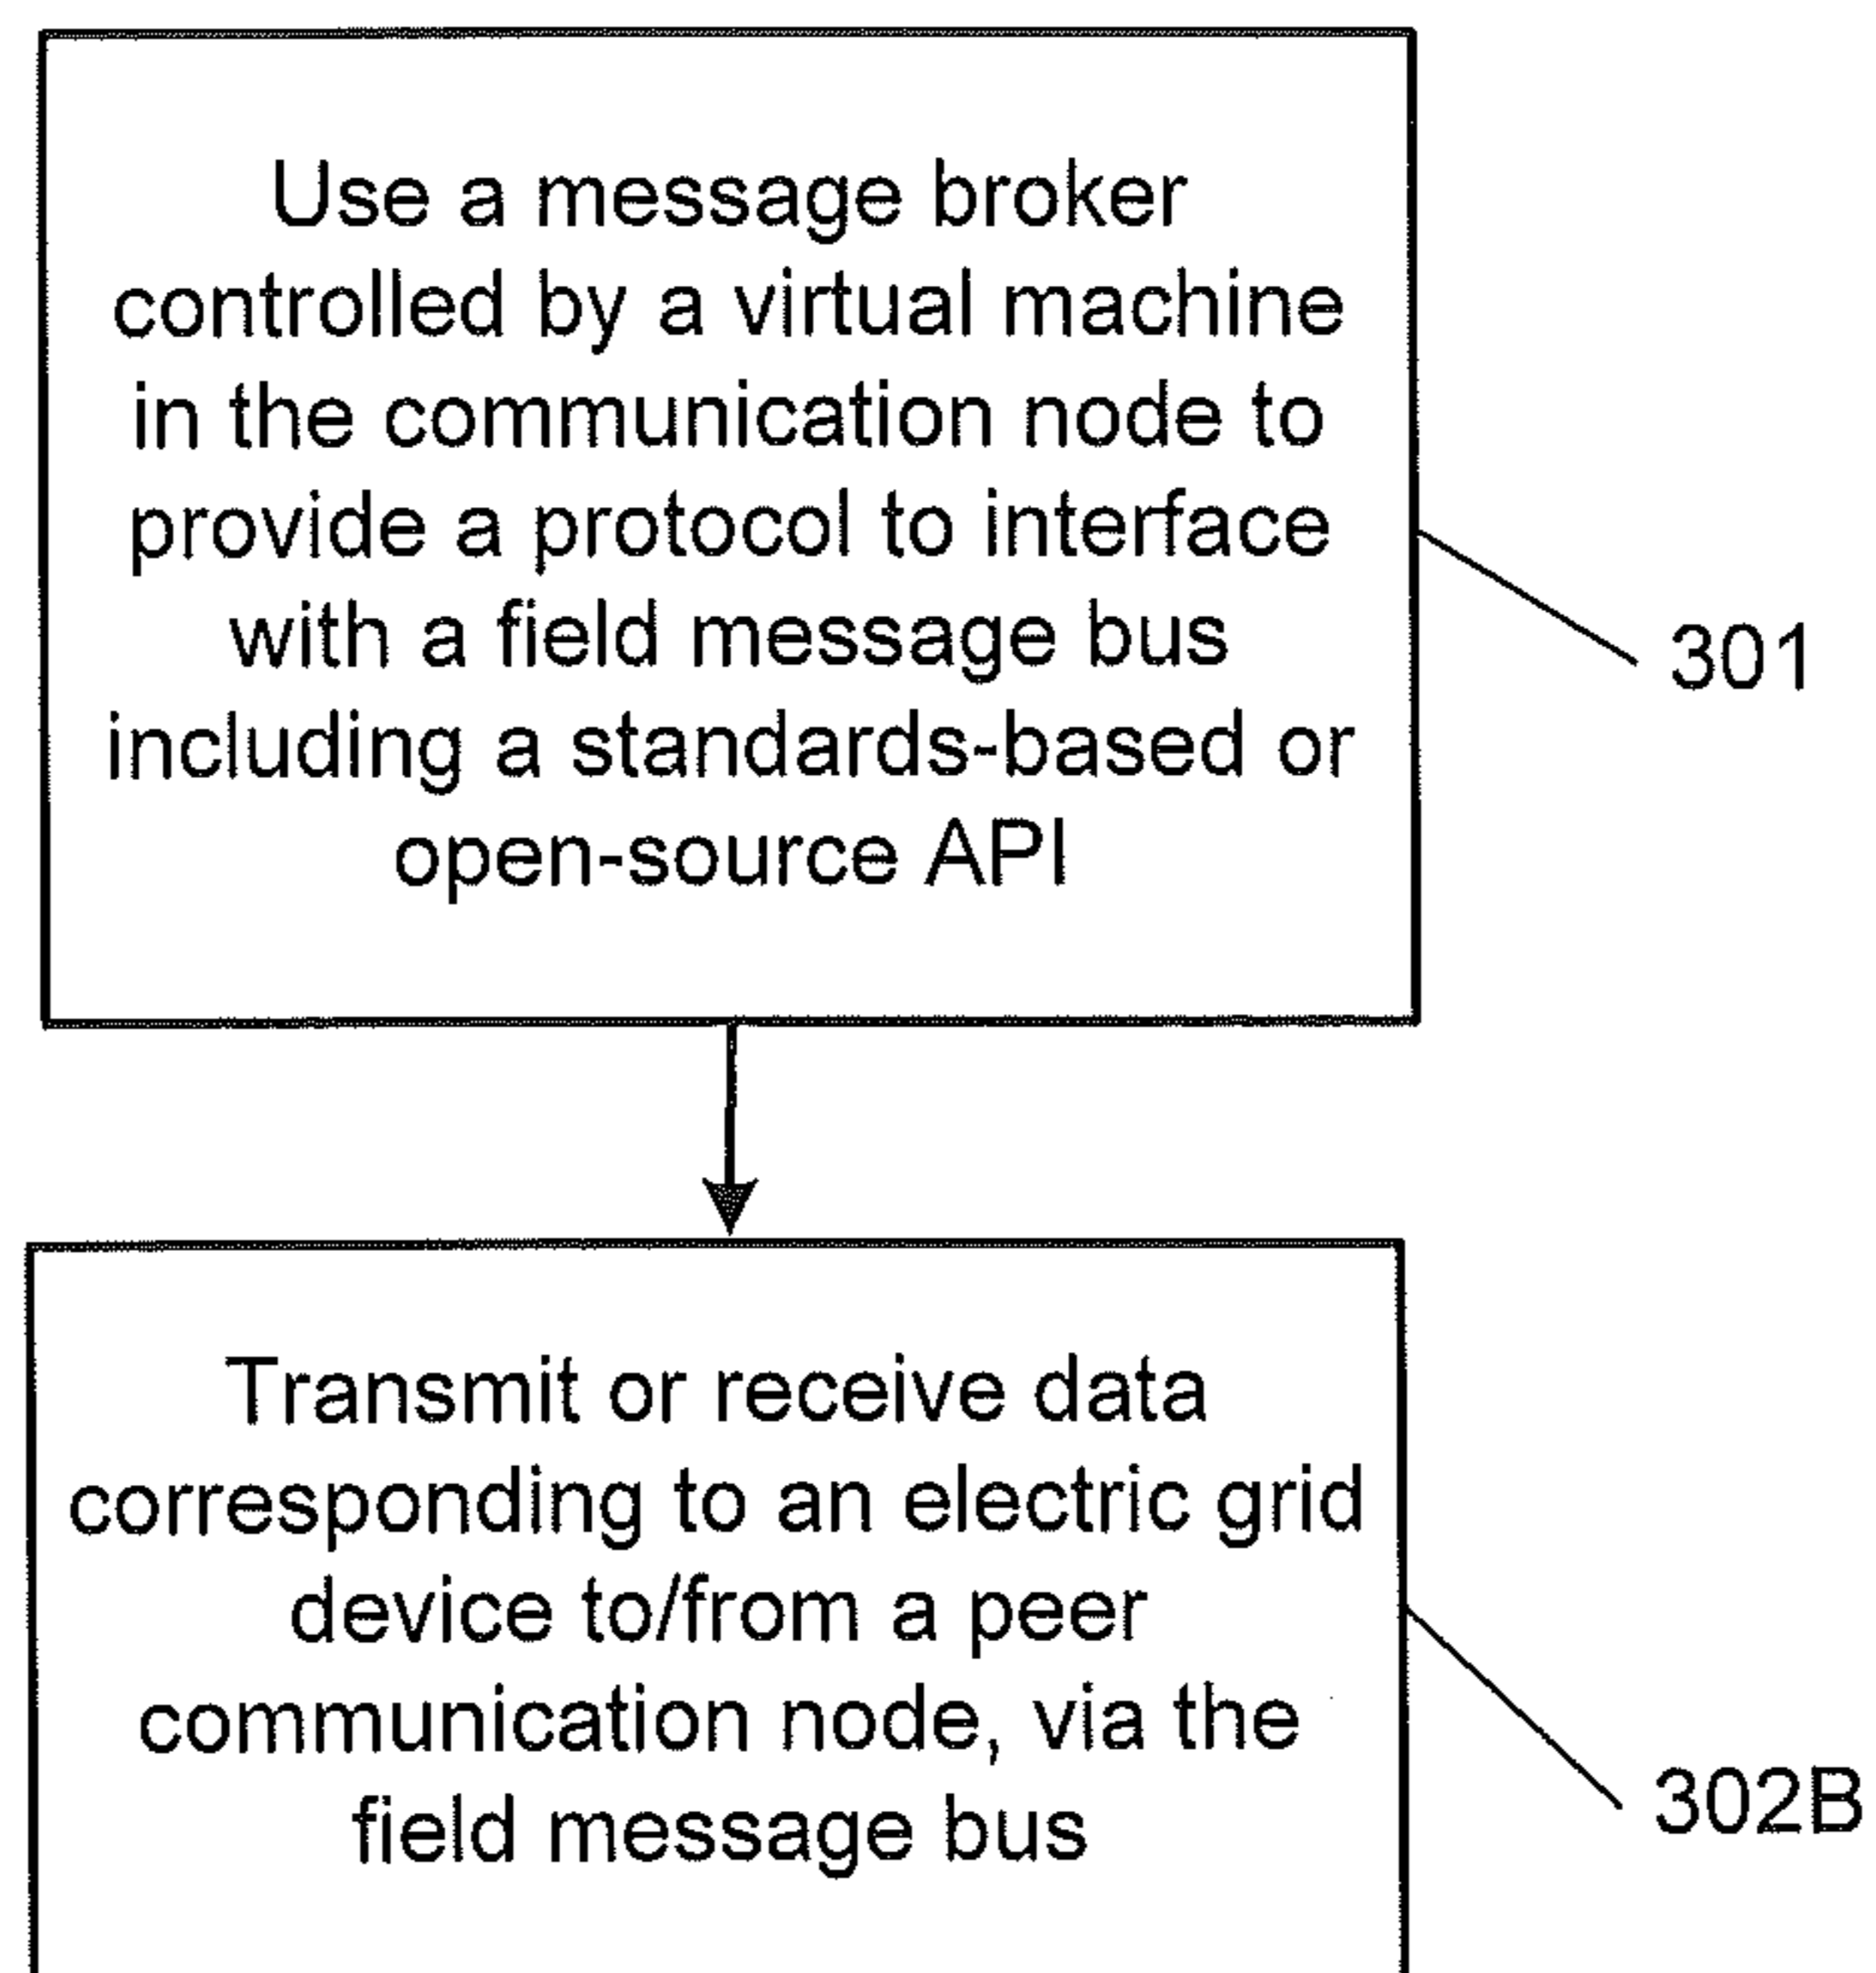 Use a message broker
controlled by a virtual machine
in the communication node to
provide a protocol to interface
with a field message bus
including a standards-based or
open-source API
301
Transmit or receive data
corresponding to an electric grid
device to/from a peer
communication node, via the
field message bus
302B